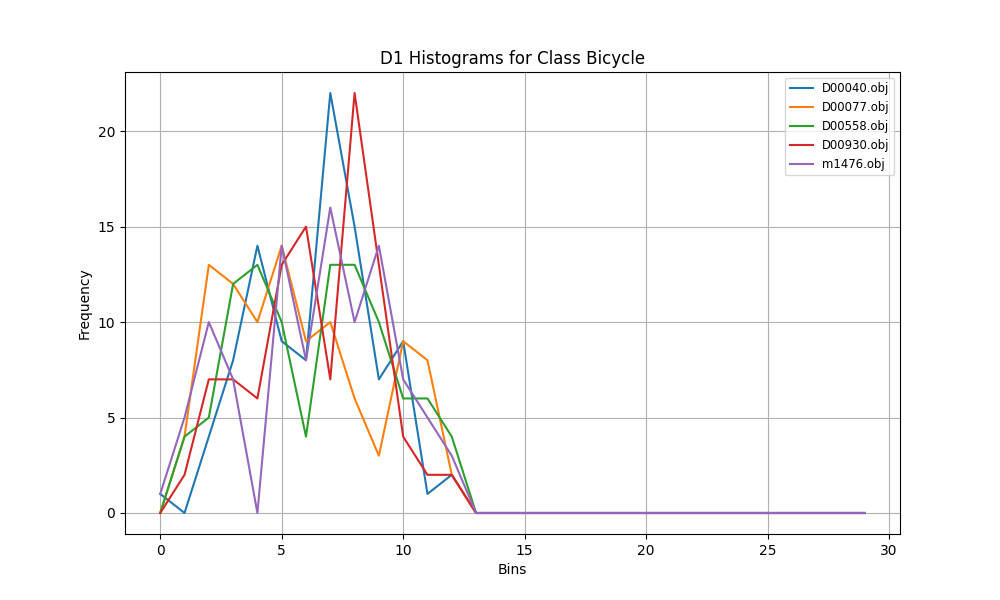 D1 Histograms for Class Bicycle
D00040.obj
D00077.obj
D00558.obj
D00930.obj
m1476.obj
Frequency
20
15
10
5
0
0 5 10 15 20 25 30
Bins